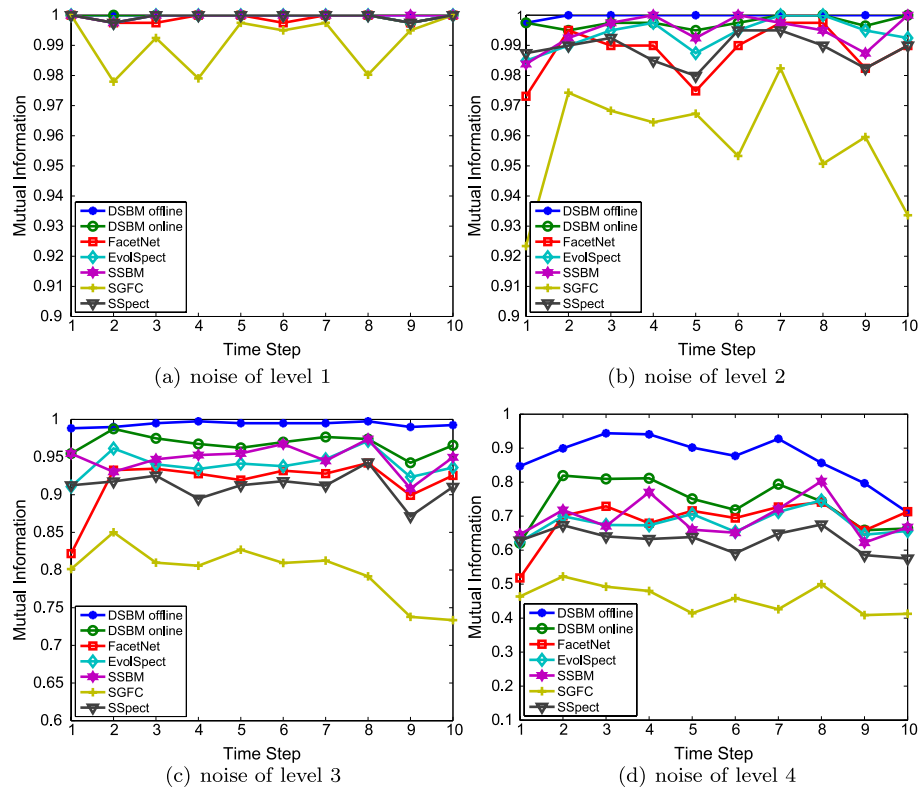 1
0.99
0.98
0.97
0.96
0.95
0.94
0.93
0.92
0.91
0.9
Mutual Information
DSBM offline
DSBM online
FacetNet
EvolSpect
SSBM
SGFC
SSpect
1 2 3 4 5 6 7 8 9 10
Time Step
(a) noise of level 1
1
0.99
0.98
0.97
0.96
0.95
0.94
0.93
0.92
0.91
0.9
Mutual Information
DSBM offline
DSBM online
FacetNet
EvolSpect
SSBM
SGFC
SSpect
1 2 3 4 5 6 7 8 9 10
Time Step
(b) noise of level 2
1
0.95
0.9
0.85
0.8
0.75
0.7
0.65
0.6
Mutual Information
DSBM offline
DSBM online
FacetNet
EvolSpect
SSBM
SGFC
SSpect
1 2 3 4 5 6 7 8 9 10
Time Step
(c) noise of level 3
1
0.9
0.8
0.7
0.6
0.5
0.4
0.3
0.2
0.1
Mutual Information
DSBM offline
DSBM online
FacetNet
EvolSpect
SSBM
SGFC
SSpect
1 2 3 4 5 6 7 8 9 10
Time Step
(d) noise of level 4